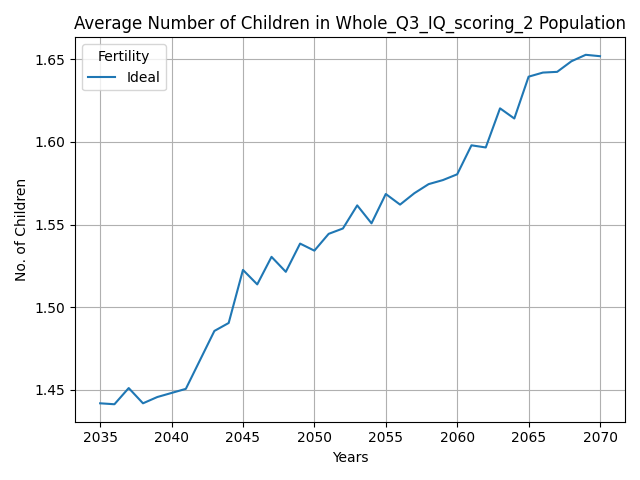 Average Number of Children in Whole_Q3_IQ_scoring_2 Population
Fertility
Ideal
No. of Children
1.65
1.60
1.55
1.50
1.45
2035 2040 2045 2050 2055 2060 2065 2070
Years